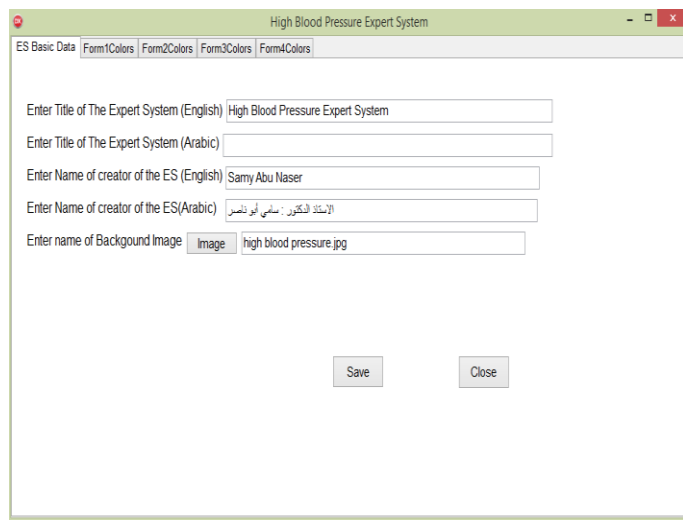 High Blood Pressure Expert System
ES Basic Data Form1Colors Form2Colors Form3Colors Form4Colors
Enter Title of The Expert System (English) High Blood Pressure Expert System
Enter Title of The Expert System (Arabic)
Enter Name of creator of the ES (English) Samy Abu Naser
Enter Name of creator of the ES(Arabic) الاستاذ الدكتور : سامي أبو ناصر
Enter name of Backgound Image Image high blood pressure.jpg
Save Close